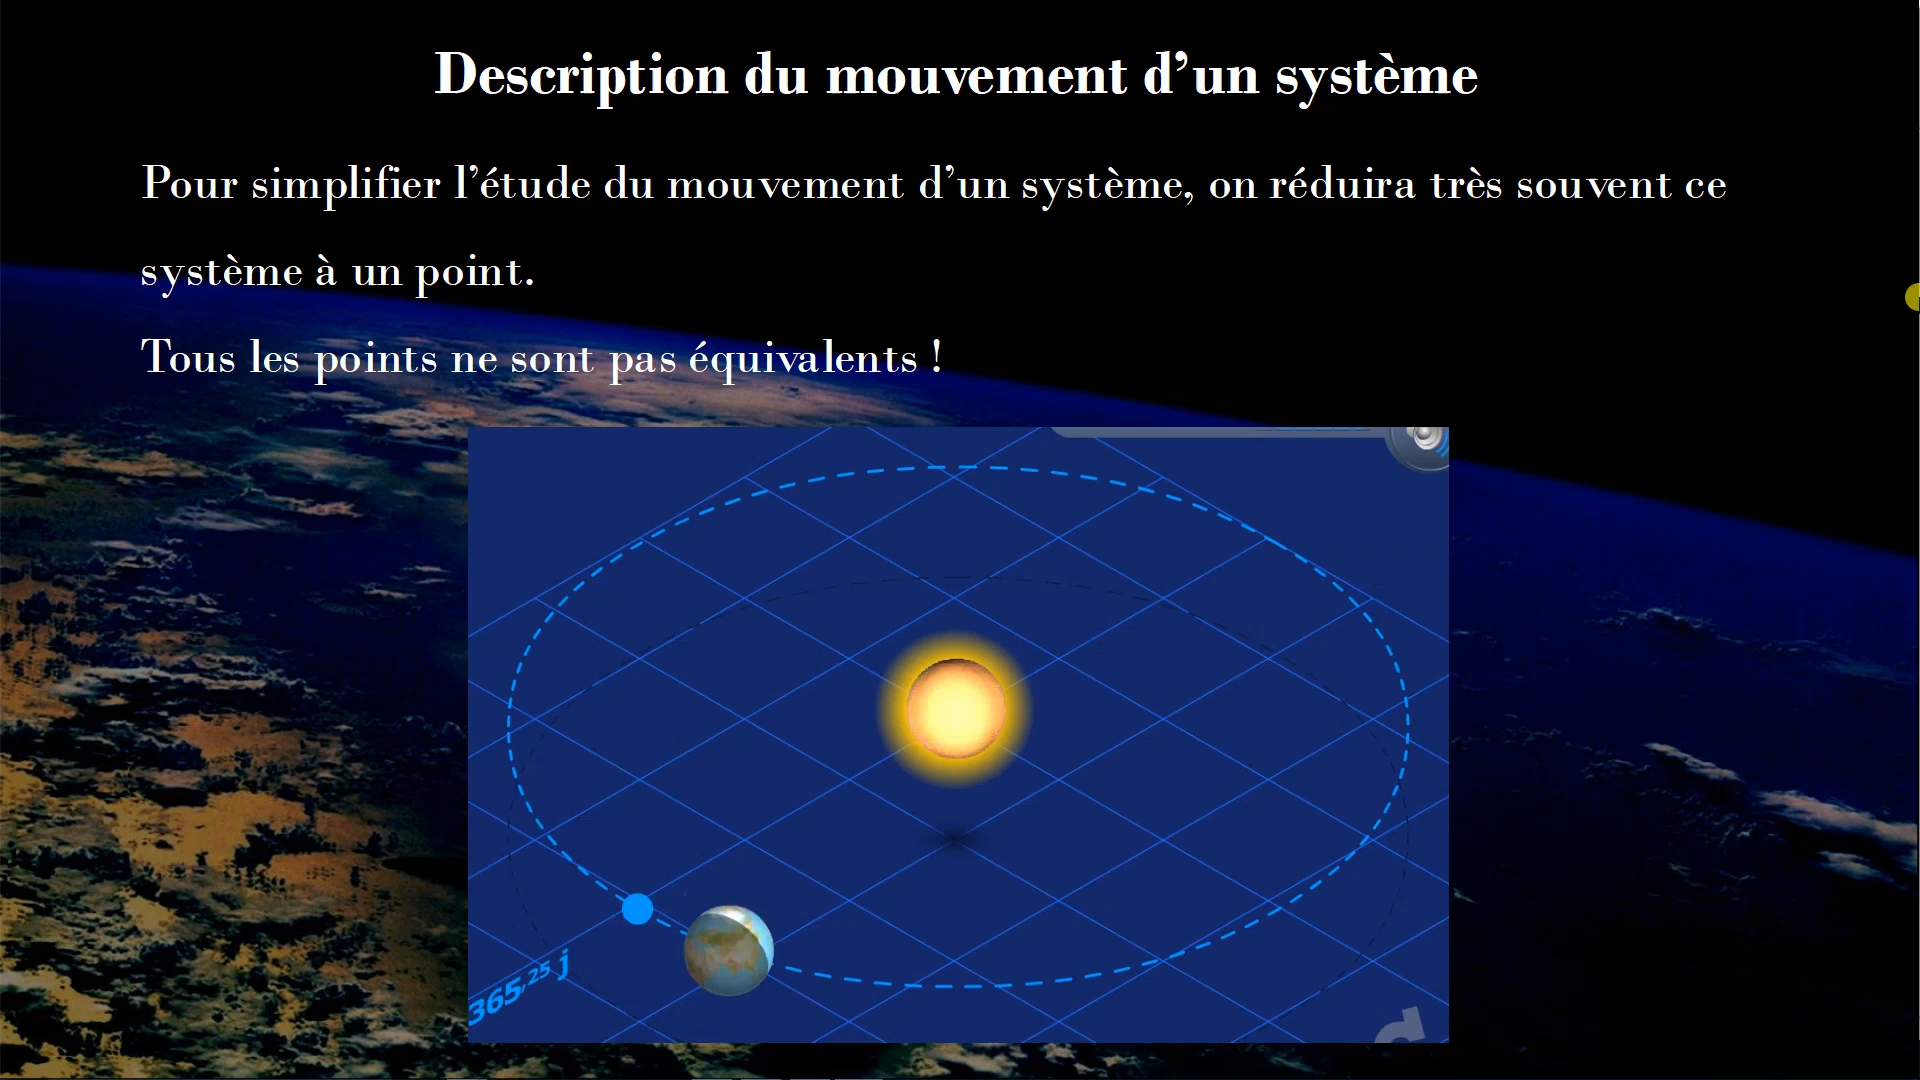 Description du mouvement d’un système
Pour simplifier l’étude du mouvement d’un système, on réduira très souvent ce
système à un point.
Tous les points ne sont pas équivalents !
365,25 j
d